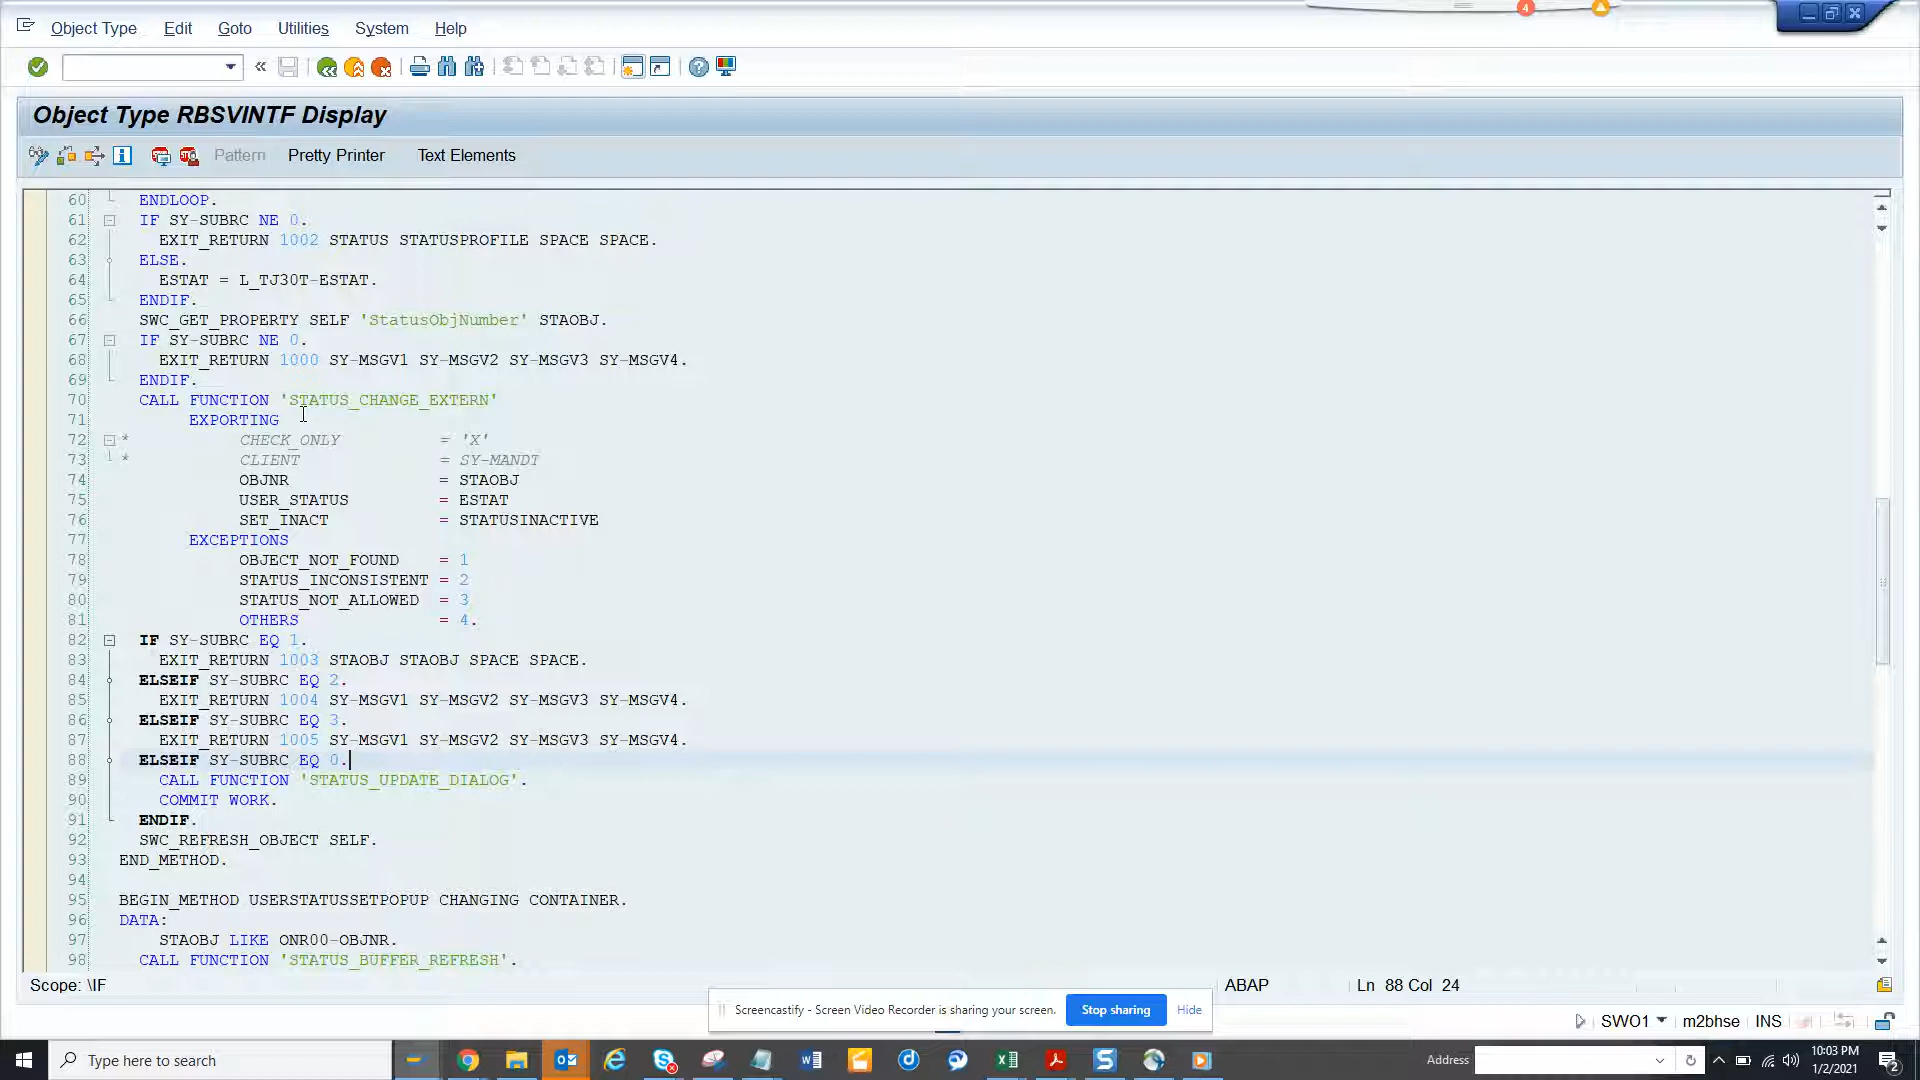 4
Object Type Edit Goto Utilities System Help
Object Type RBSVINTF Display
Pattern Pretty Printer Text Elements
60 ENDLOOP.
61 IF SY-SUBRC NE 0.
62 EXIT_RETURN 1002 STATUS STATUSPROFILE SPACE SPACE.
63 ELSE.
64 ESTAT = L_TJ30T-ESTAT.
65 ENDIF.
66 SWC_GET_PROPERTY SELF 'StatusObjNumber' STAOBJ.
67 IF SY-SUBRC NE 0.
68 EXIT_RETURN 1000 SY-MSGV1 SY-MSGV2 SY-MSGV3 SY-MSGV4.
69 ENDIF.
70 CALL FUNCTION 'STATUS_CHANGE_EXTERN'
71 EXPORTING
72 * CHECK_ONLY = 'X'
73 * CLIENT = SY-MANDT
74 OBJNR = STAOBJ
75 USER_STATUS = ESTAT
76 SET_INACT = STATUSINACTIVE
77 EXCEPTIONS
78 OBJECT_NOT_FOUND = 1
79 STATUS_INCONSISTENT = 2
80 STATUS_NOT_ALLOWED = 3
81 OTHERS = 4.
82 IF SY-SUBRC EQ 1.
83 EXIT_RETURN 1003 STAOBJ STAOBJ SPACE SPACE.
84 ELSEIF SY-SUBRC EQ 2.
85 EXIT_RETURN 1004 SY-MSGV1 SY-MSGV2 SY-MSGV3 SY-MSGV4.
86 ELSEIF SY-SUBRC EQ 3.
87 EXIT_RETURN 1005 SY-MSGV1 SY-MSGV2 SY-MSGV3 SY-MSGV4.
88 ELSEIF SY-SUBRC EQ 0.
89 CALL FUNCTION 'STATUS_UPDATE_DIALOG'.
90 COMMIT WORK.
91 ENDIF.
92 SWC_REFRESH_OBJECT SELF.
93 END_METHOD.
94
95 BEGIN_METHOD USERSTATUSSETPOPUP CHANGING CONTAINER.
96 DATA:
97 STAOBJ LIKE ONR00-OBJNR.
98 CALL FUNCTION 'STATUS_BUFFER_REFRESH'.
Scope: \IF ABAP Ln 88 Col 24
Screencastify - Screen Video Recorder is sharing your screen. Stop sharing Hide
SWO1 m2bhse INS
Type here to search Address 10:03 PM
1/2/2021 2